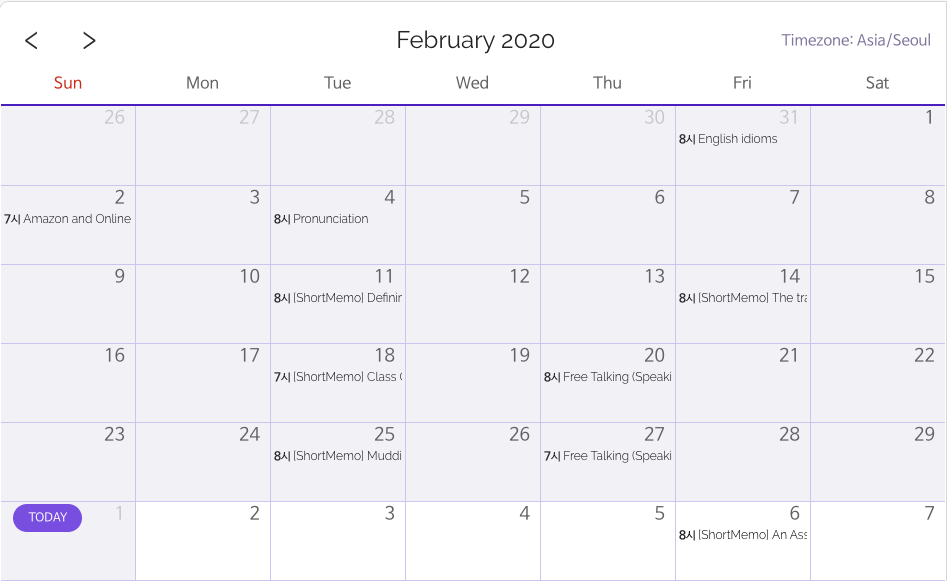 February 2020
Timezone: Asia/Seoul
Sun Mon Tue Wed Thu Fri Sat
26 27 28 29 30 31 1
8시 English idioms
2 3 4 5 6 7 8
7시 Amazon and Online
8시 Pronunciation
9 10 11 12 13 14 15
8시 [ShortMemo] Definin
8시 [ShortMemo] The tra
16 17 18 19 20 21 22
7시 [ShortMemo] Class
8시 Free Talking (Speaki
23 24 25 26 27 28 29
8시 [ShortMemo] Muddi
7시 Free Talking (Speaki
TODAY 1 2 3 4 5 6 7
8시 [ShortMemo] An Ass